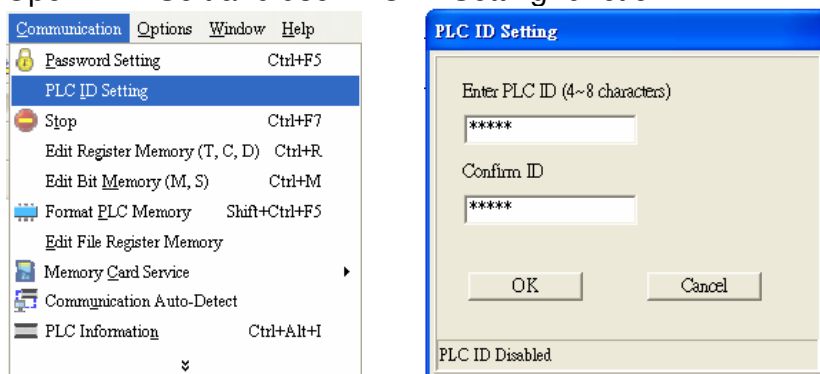 Communication Options Window Help
Password Setting Ctrl+F5
PLC ID Setting
Stop Ctrl+F7
Edit Register Memory (T, C, D) Ctrl+R
Edit Bit Memory (M, S) Ctrl+M
Format PLC Memory Shift+Ctrl+F5
Edit File Register Memory
Memory Card Service
Communication Auto-Detect
PLC Information Ctrl+Alt+I
PLC ID Setting
Enter PLC ID (4~8 characters)
*****
Confirm ID
*****
OK Cancel
PLC ID Disabled